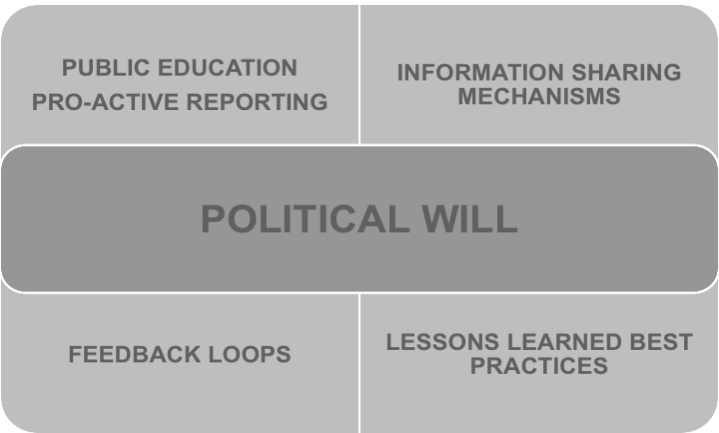 PUBLIC EDUCATION
PRO-ACTIVE REPORTING
INFORMATION SHARING
MECHANISMS
POLITICAL WILL
FEEDBACK LOOPS
LESSONS LEARNED BEST
PRACTICES